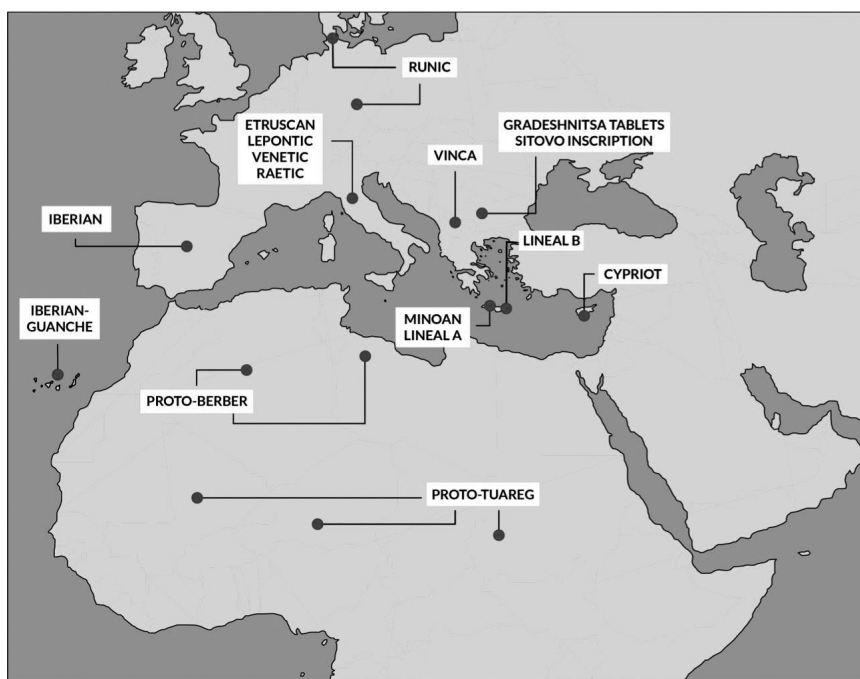 RUNIC
ETRUSCAN
LEPONTIC
VENETIC
RAETIC
GRADESHNITSA TABLETS
SITOVO INSCRIPTION
VINCA
IBERIAN
LINEAL B
CYPRIOT
IBERIAN-
GUANCHE
MINOAN
LINEAL A
PROTO-BERBER
PROTO-TUAREG